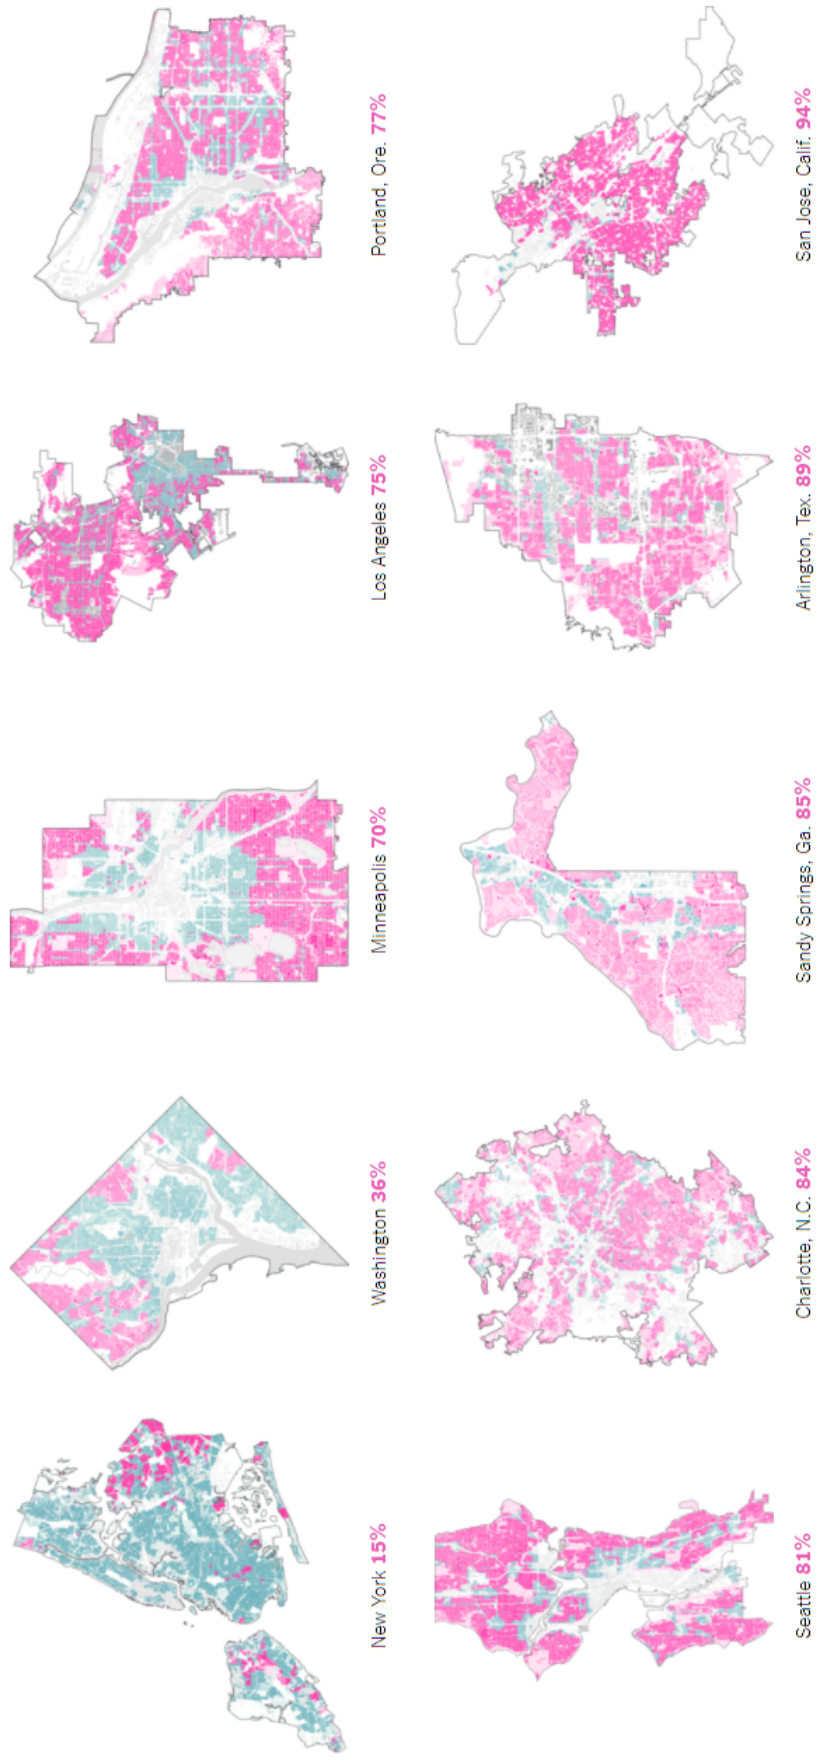 New York 15%
Washington 36%
Minneapolis 70%
Los Angeles 75%
Portland, Ore. 77%
Seattle 81%
Charlotte, N.C. 84%
Sandy Springs, Ga. 85%
Arlington, Tex. 89%
San Jose, Calif. 94%